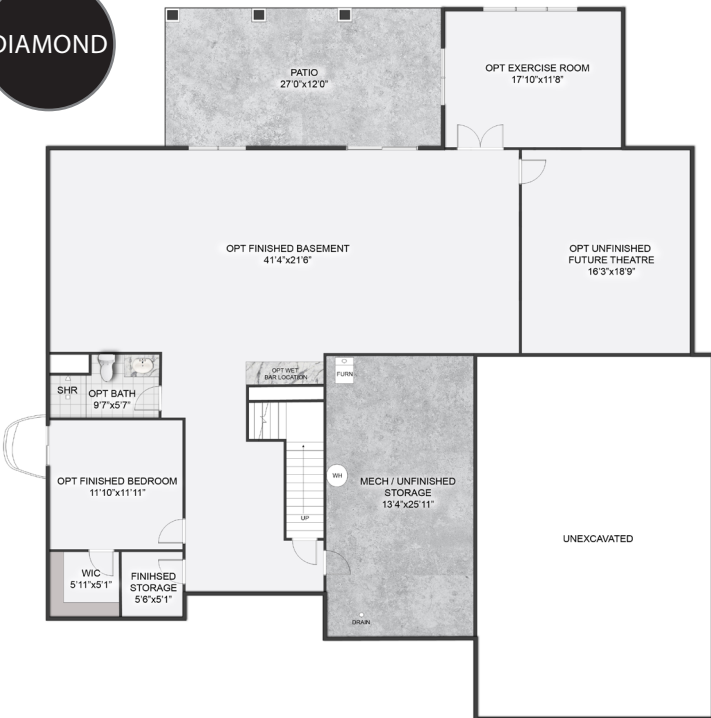 DIAMOND
PATIO
27'0"x12'0"
OPT EXERCISE ROOM
17'10"x11'8"
OPT FINISHED BASEMENT
41'4"x21'6"
OPT UNFINISHED
FUTURE THEATRE
16'3"x18'9"
SHR
OPT BATH
9'7"x5'7"
OPT WET
BAR LOCATION
FURN
OPT FINISHED BEDROOM
11'10"x11'11"
WH
MECH / UNFINISHED
STORAGE
13'4"x25'11"
UP
UNEXCAVATED
WIC
5'11"x5'1"
FINIHSED
STORAGE
5'6"x5'1"
DRAIN